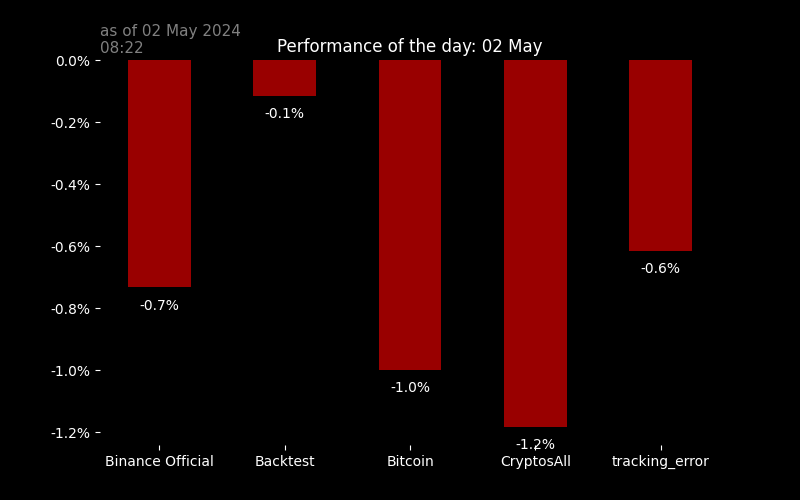 as of 02 May 2024
08:22
Performance of the day: 02 May
0.0%
-0.2%
-0.4%
-0.6%
-0.8%
-1.0%
-1.2%
-0.7%
-0.1%
-1.0%
-1.2%
-0.6%
Binance Official
Backtest
Bitcoin
CryptosAll
tracking_error